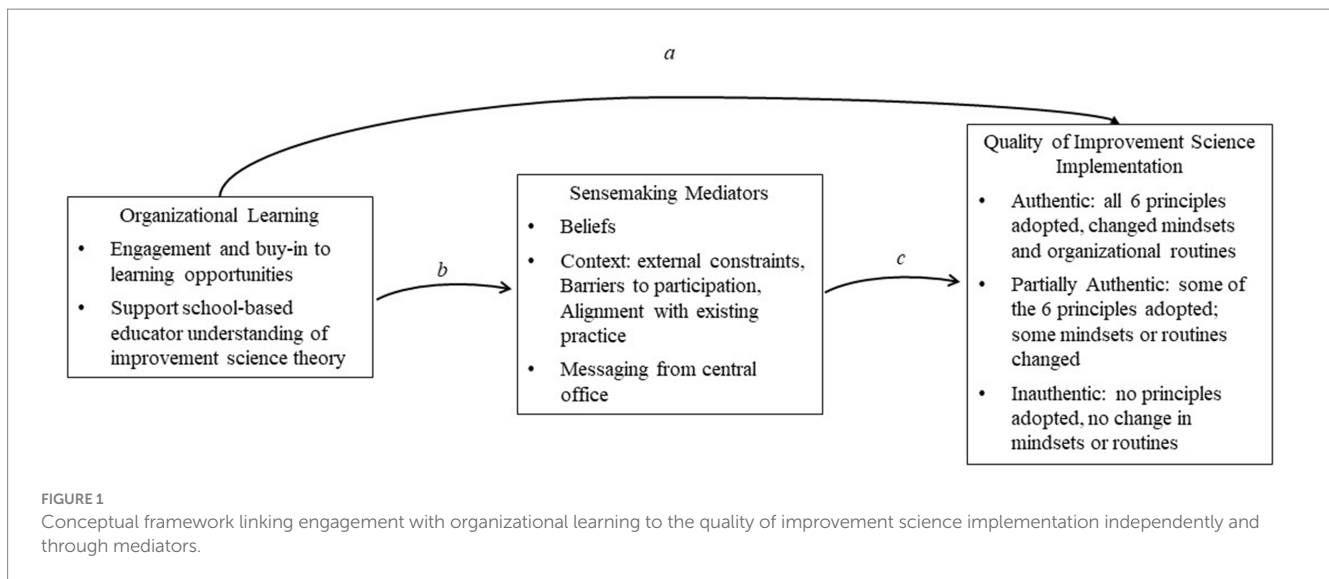 a
Organizational Learning
• Engagement and buy-in to
learning opportunities
• Support school-based
educator understanding of
improvement science theory
b
Sensemaking Mediators
• Beliefs
• Context: external constraints,
Barriers to participation,
Alignment with existing
practice
• Messaging from central
office
c
Quality of Improvement Science
Implementation
• Authentic: all 6 principles
adopted, changed mindsets
and organizational routines
• Partially Authentic: some of
the 6 principles adopted;
some mindsets or routines
changed
• Inauthentic: no principles
adopted, no change in
mindsets or routines
FIGURE 1
Conceptual framework linking engagement with organizational learning to the quality of improvement science implementation independently and
through mediators.